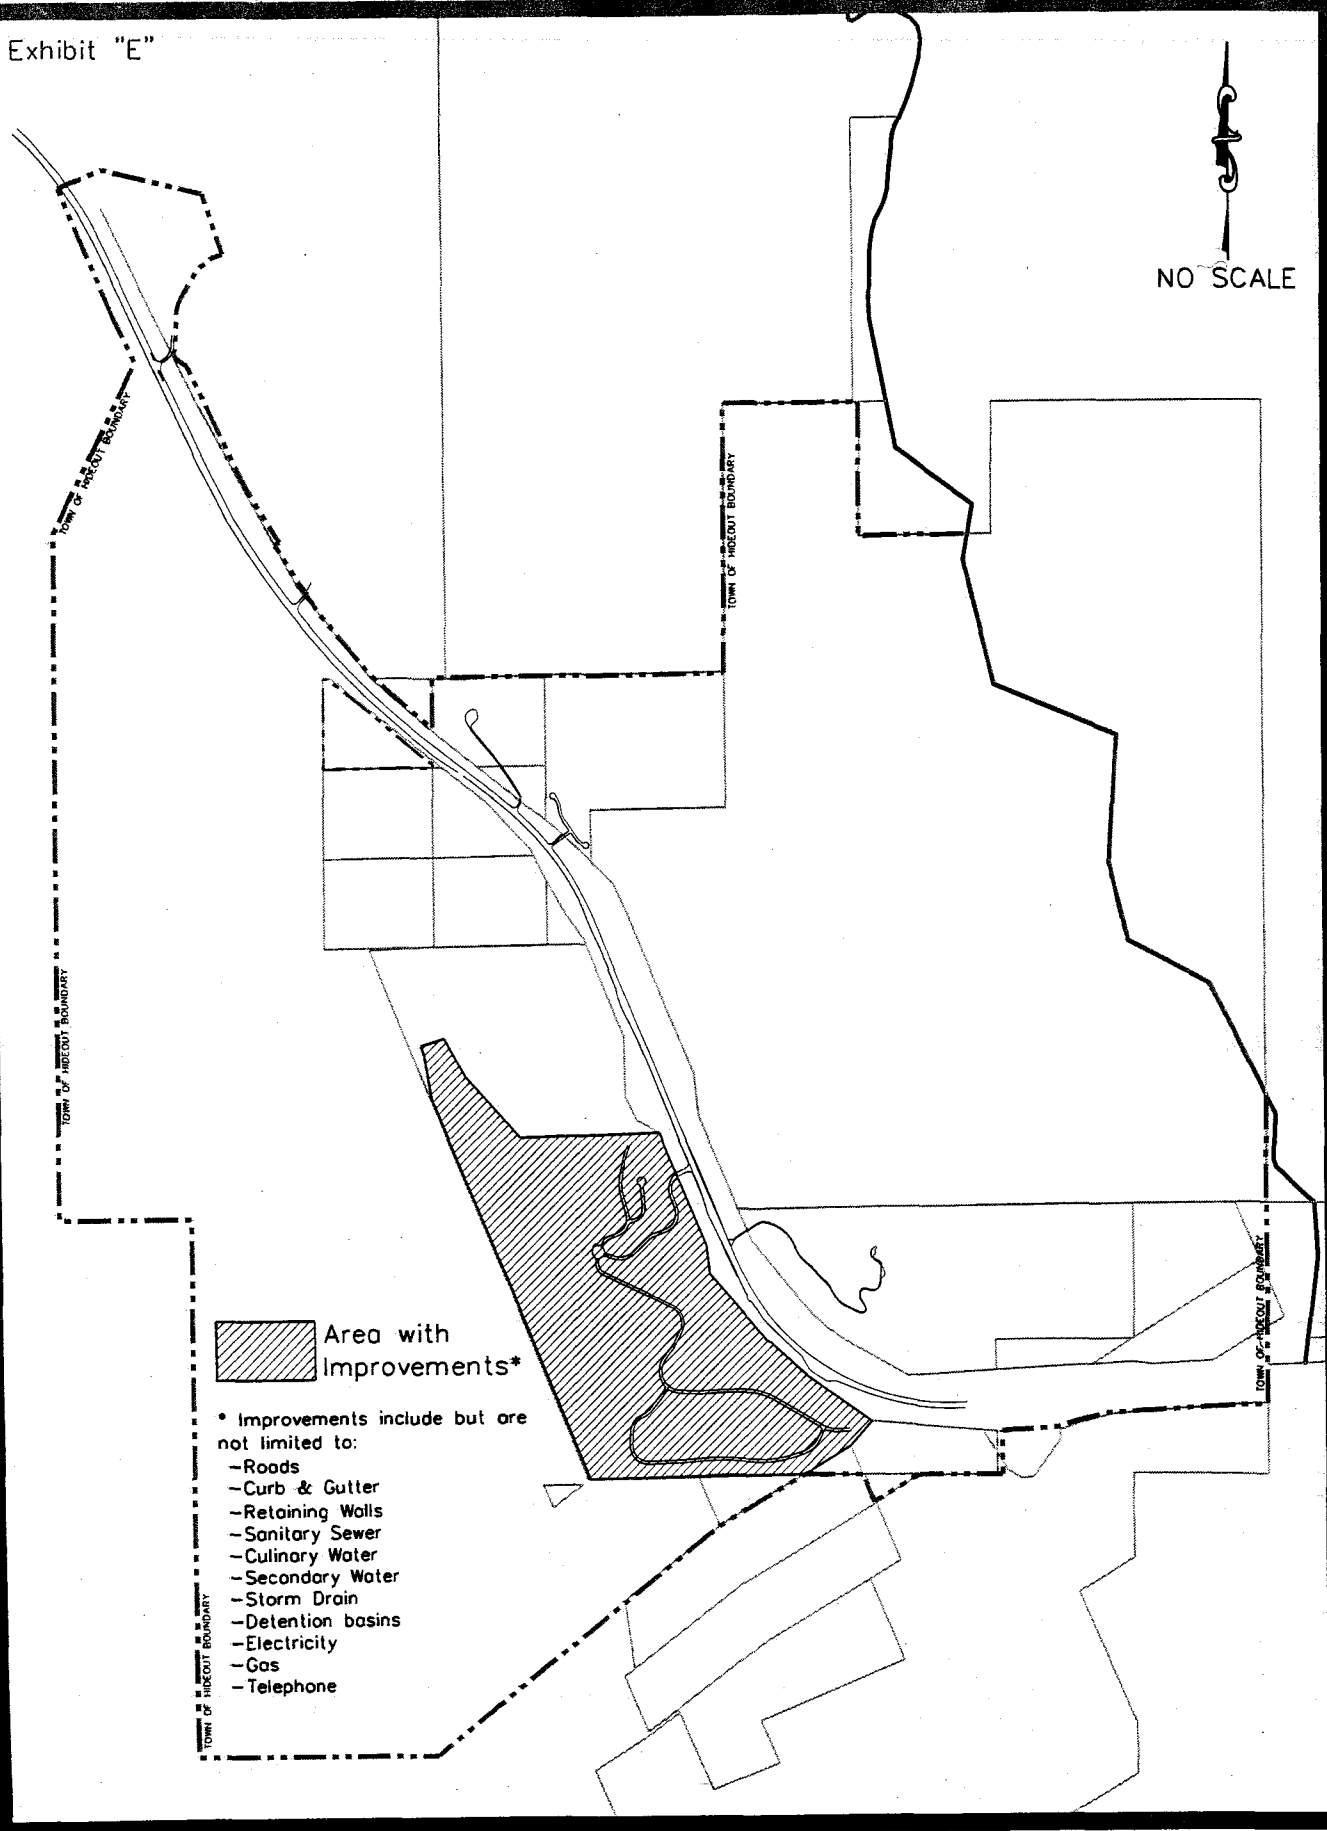 Exhibit "E"
NO SCALE
TOWN OF HIDEOUT BOUNDARY
TOWN OF HIDEOUT BOUNDARY
TOWN OF HIDEOUT BOUNDARY
TOWN OF HIDEOUT BOUNDARY
Area with
Improvements*
* Improvements include but are
not limited to:
-Roads
-Curb & Gutter
-Retaining Walls
-Sanitary Sewer
-Culinary Water
-Secondary Water
-Storm Drain
-Detention basins
-Electricity
-Gas
-Telephone
TOWN OF HIDEOUT BOUNDARY